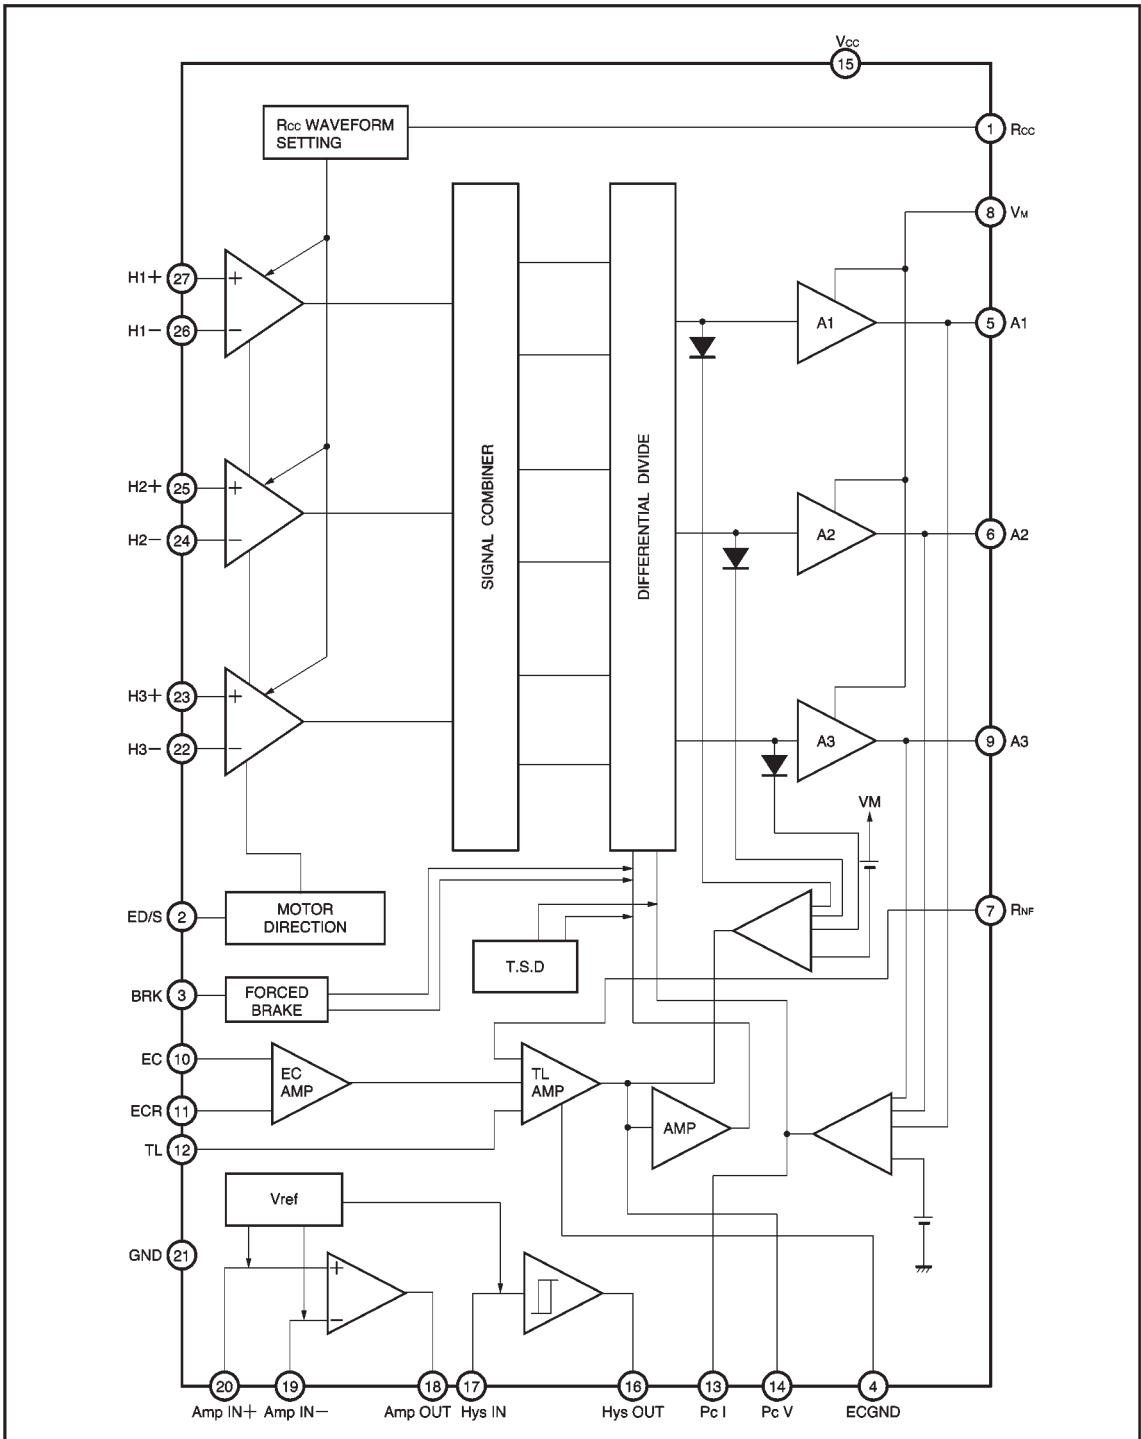 Vcc
15
Rcc WAVEFORM
SETTING
1 Rcc
8 VM
H1+ 27
+
H1− 26
−
A1
5 A1
H2+ 25
+
H2− 24
−
A2
6 A2
SIGNAL COMBINER
DIFFERENTIAL DIVIDE
H3+ 23
+
H3− 22
−
A3
9 A3
VM
ED/S 2
MOTOR
DIRECTION
7 RNF
T.S.D
BRK 3
FORCED
BRAKE
EC 10
EC
AMP
TL
AMP
ECR 11
AMP
TL 12
Vref
GND 21
+
−
20 19 18 17 16 13 14 4
Amp IN+ Amp IN− Amp OUT Hys IN Hys OUT Pc I Pc V ECGND